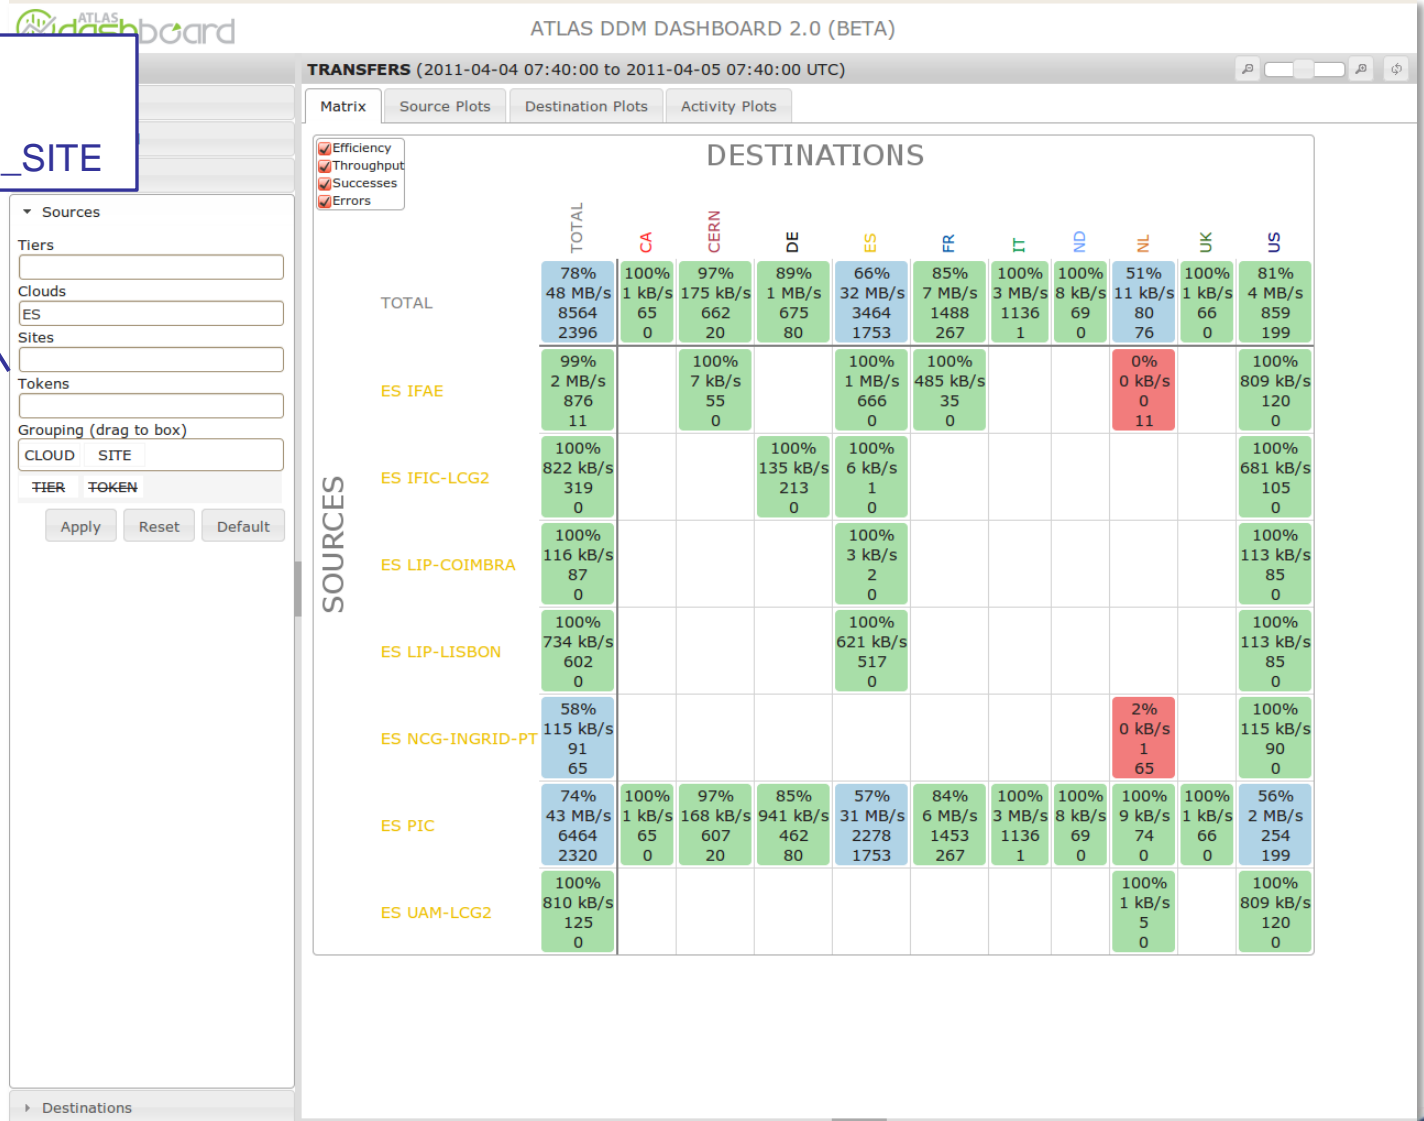 ATLAS
dashboard
ATLAS DDM DASHBOARD 2.0 (BETA)
_SITE
TRANSFERS (2011-04-04 07:40:00 to 2011-04-05 07:40:00 UTC)
Matrix Source Plots Destination Plots Activity Plots
Sources
Tiers
Clouds
ES
Sites
Tokens
Grouping (drag to box)
CLOUD SITE
TIER TOKEN
Apply Reset Default
Destinations
Efficiency
Throughput
Successes
Errors
DESTINATIONS
SOURCES
TOTAL CA CERN DE ES FR IT ND NL UK US
78% 100% 97% 89% 66% 85% 100% 100% 51% 100% 81%
TOTAL 48 MB/s 1 kB/s 175 kB/s 1 MB/s 32 MB/s 7 MB/s 3 MB/s 8 kB/s 11 kB/s 1 kB/s 4 MB/s
8564 65 662 675 3464 1488 1136 69 80 66 859
2396 0 20 80 1753 267 1 0 76 0 199
99% 100% 100% 100% 0% 100%
ES IFAE 2 MB/s 7 kB/s 1 MB/s 485 kB/s 0 kB/s 809 kB/s
876 55 666 35 0 120
11 0 0 0 11 0
100% 100% 100% 100%
ES IFIC-LCG2 822 kB/s 135 kB/s 6 kB/s 681 kB/s
319 213 1 105
0 0 0 0
100% 100% 100%
ES LIP-COIMBRA 116 kB/s 3 kB/s 113 kB/s
87 2 85
0 0 0
100% 100% 100%
ES LIP-LISBON 734 kB/s 621 kB/s 113 kB/s
602 517 85
0 0 0
58% 2% 100%
ES NCG-INGRID-PT 115 kB/s 0 kB/s 115 kB/s
91 1 90
65 65 0
74% 100% 97% 85% 57% 84% 100% 100% 100% 100% 56%
ES PIC 43 MB/s 1 kB/s 168 kB/s 941 kB/s 31 MB/s 6 MB/s 3 MB/s 8 kB/s 9 kB/s 1 kB/s 2 MB/s
6464 65 607 462 2278 1453 1136 69 74 66 254
2320 0 20 80 1753 267 1 0 0 0 199
100% 100% 100%
ES UAM-LCG2 810 kB/s 1 kB/s 809 kB/s
125 5 120
0 0 0